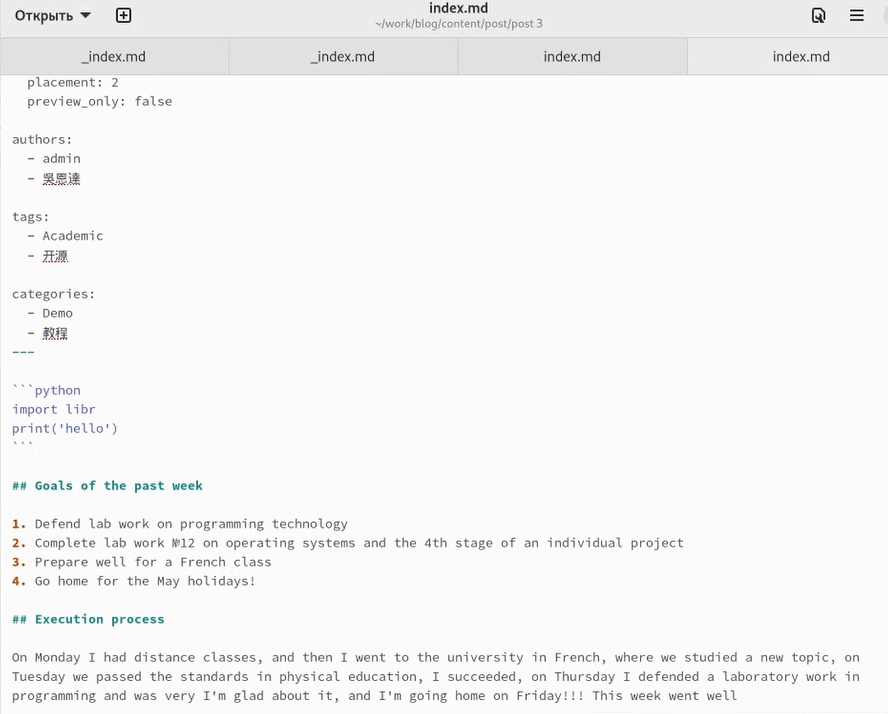 Открыть
index.md
~/work/blog/content/post/post 3
_index.md
_index.md
index.md
index.md
placement: 2
preview_only: false
authors:
- admin
- 吳恩達
tags:
- Academic
- 开源
categories:
- Demo
- 教程
---
```python
import libr
print('hello')
```
## Goals of the past week
1. Defend lab work on programming technology
2. Complete lab work №12 on operating systems and the 4th stage of an individual project
3. Prepare well for a French class
4. Go home for the May holidays!
## Execution process
On Monday I had distance classes, and then I went to the university in French, where we studied a new topic, on
Tuesday we passed the standards in physical education, I succeeded, on Thursday I defended a laboratory work in
programming and was very I'm glad about it, and I'm going home on Friday!!! This week went well